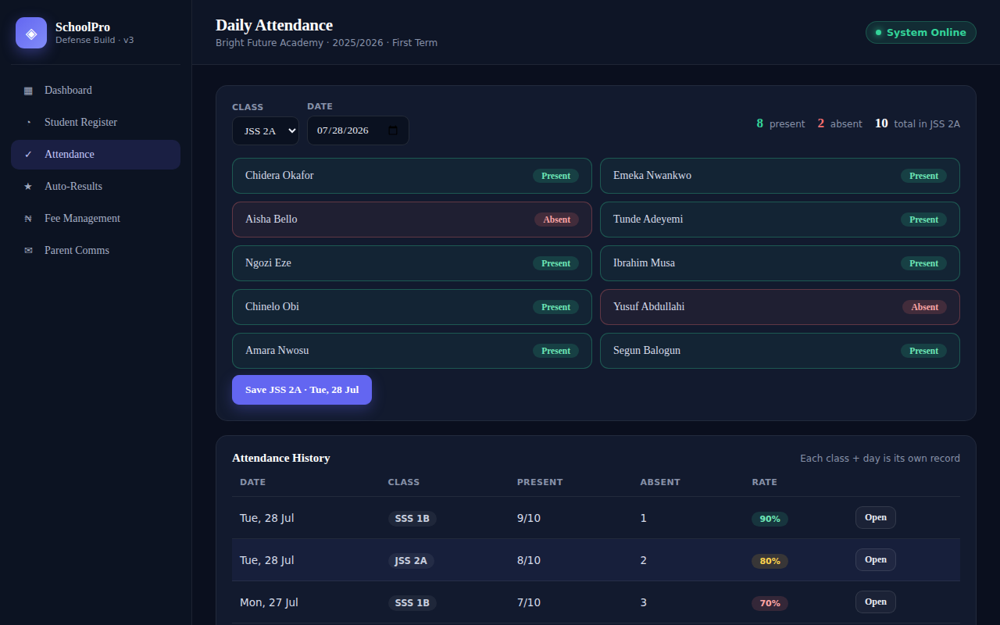 SchoolPro
Defense Build · v3
Dashboard
Student Register
✓ Attendance
★ Auto-Results
₦ Fee Management
✉ Parent Comms
Daily Attendance
Bright Future Academy · 2025/2026 · First Term
System Online
CLASS
JSS 2A
DATE
07/28/2026
8 present 2 absent 10 total in JSS 2A
Chidera Okafor Present
Emeka Nwankwo Present
Aisha Bello Absent
Tunde Adeyemi Present
Ngozi Eze Present
Ibrahim Musa Present
Chinelo Obi Present
Yusuf Abdullahi Absent
Amara Nwosu Present
Segun Balogun Present
Save JSS 2A · Tue, 28 Jul
Attendance History
Each class + day is its own record
DATE CLASS PRESENT ABSENT RATE
Tue, 28 Jul SSS 1B 9/10 1 90% Open
Tue, 28 Jul JSS 2A 8/10 2 80% Open
Mon, 27 Jul SSS 1B 7/10 3 70% Open